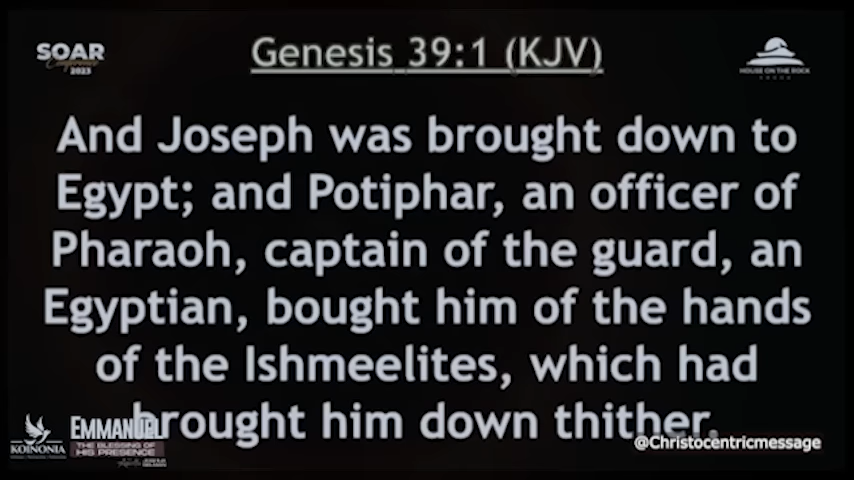 SOAR
Conference
2023
Genesis 39:1 (KJV)
HOUSE ON THE ROCK
And Joseph was brought down to
Egypt; and Potiphar, an officer of
Pharaoh, captain of the guard, an
Egyptian, bought him of the hands
of the Ishmeelites, which had
brought him down thither.
KOINONIA
EMMANUEL
THE BLESSING OF
HIS PRESENCE
@Christocentricmessage